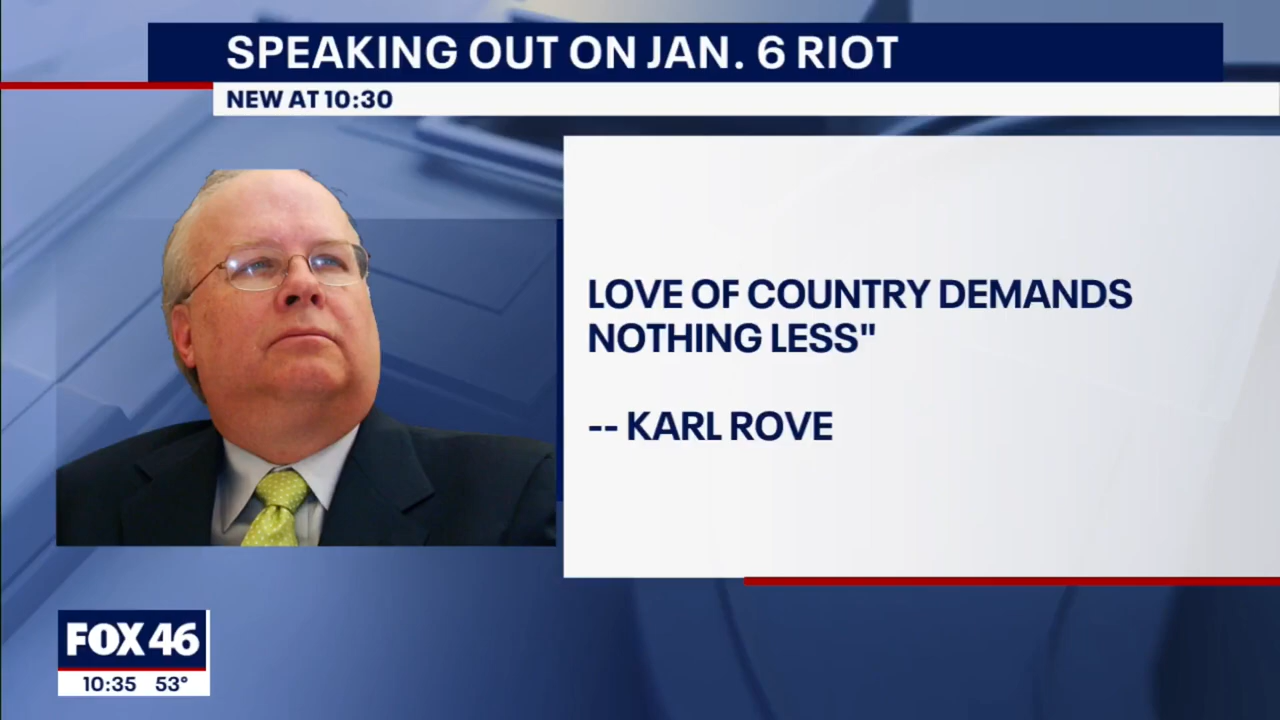 SPEAKING OUT ON JAN. 6 RIOT
NEW AT 10:30
LOVE OF COUNTRY DEMANDS
NOTHING LESS"
-- KARL ROVE
FOX 46
10:35 53°